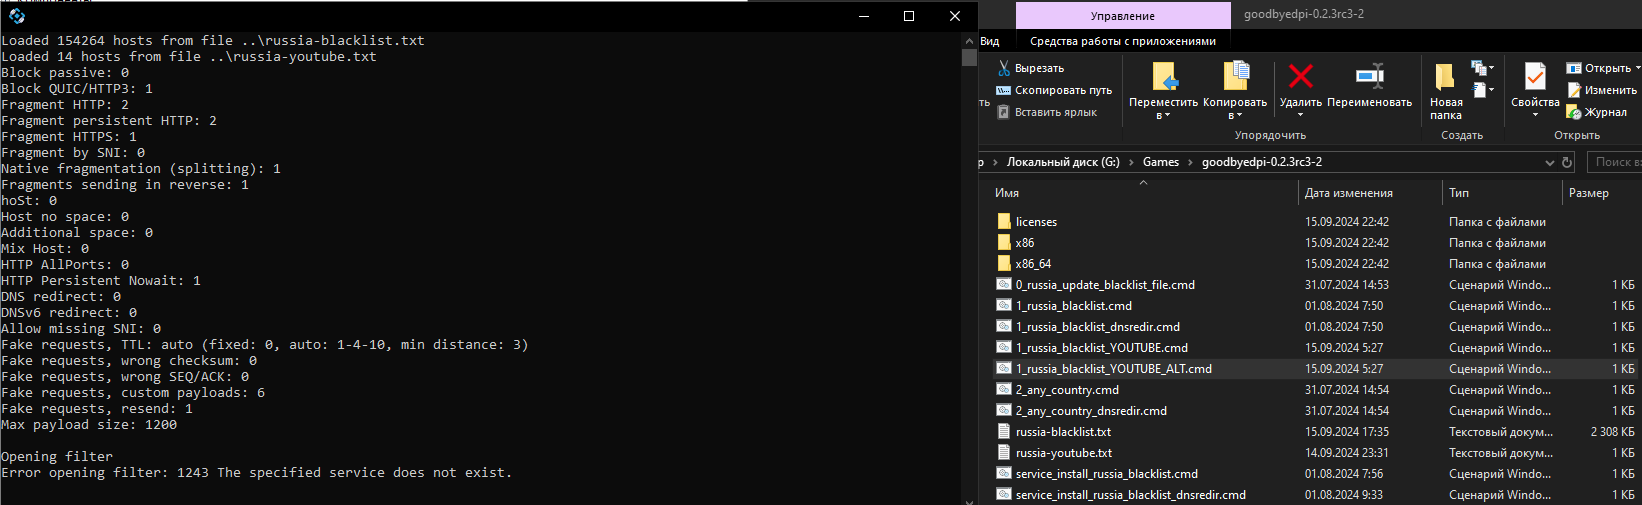 Loaded 154264 hosts from file ..\russia-blacklist.txt
Loaded 14 hosts from file ..\russia-youtube.txt
Block passive: 0
Block QUIC/HTTP3: 1
Fragment HTTP: 2
Fragment persistent HTTP: 2
Fragment HTTPS: 1
Fragment by SNI: 0
Native fragmentation (splitting): 1
Fragments sending in reverse: 1
hoSt: 0
Host no space: 0
Additional space: 0
Mix Host: 0
HTTP AllPorts: 0
HTTP Persistent Nowait: 1
DNS redirect: 0
DNSv6 redirect: 0
Allow missing SNI: 0
Fake requests, TTL: auto (fixed: 0, auto: 1-4-10, min distance: 3)
Fake requests, wrong checksum: 0
Fake requests, wrong SEQ/ACK: 0
Fake requests, custom payloads: 6
Fake requests, resend: 1
Max payload size: 1200
Opening filter
Error opening filter: 1243 The specified service does not exist.
Управление goodbyedpi-0.2.3rc3-2
Вид Средства работы с приложениями
Вырезать
Скопировать путь
Вставить ярлык
Переместить в
Копировать в
Удалить
Переименовать
Упорядочить
Новая папка
Создать
Свойства
Открыть
Изменить
Журнал
Открыть
Локальный диск (G:) > Games > goodbyedpi-0.2.3rc3-2
Поиск в
Имя Дата изменения Тип Размер
licenses 15.09.2024 22:42 Папка с файлами
x86 15.09.2024 22:42 Папка с файлами
x86_64 15.09.2024 22:42 Папка с файлами
0_russia_update_blacklist_file.cmd 31.07.2024 14:53 Сценарий Windo... 1 КБ
1_russia_blacklist.cmd 01.08.2024 7:50 Сценарий Windo... 1 КБ
1_russia_blacklist_dnsredir.cmd 01.08.2024 7:50 Сценарий Windo... 1 КБ
1_russia_blacklist_YOUTUBE.cmd 15.09.2024 5:27 Сценарий Windo... 1 КБ
1_russia_blacklist_YOUTUBE_ALT.cmd 15.09.2024 5:27 Сценарий Windo... 1 КБ
2_any_country.cmd 31.07.2024 14:54 Сценарий Windo... 1 КБ
2_any_country_dnsredir.cmd 31.07.2024 14:54 Сценарий Windo... 1 КБ
russia-blacklist.txt 15.09.2024 17:35 Текстовый докум... 2 308 КБ
russia-youtube.txt 14.09.2024 23:31 Текстовый докум... 1 КБ
service_install_russia_blacklist.cmd 01.08.2024 7:56 Сценарий Windo... 1 КБ
service_install_russia_blacklist_dnsredir.cmd 01.08.2024 9:33 Сценарий Windo... 1 КБ